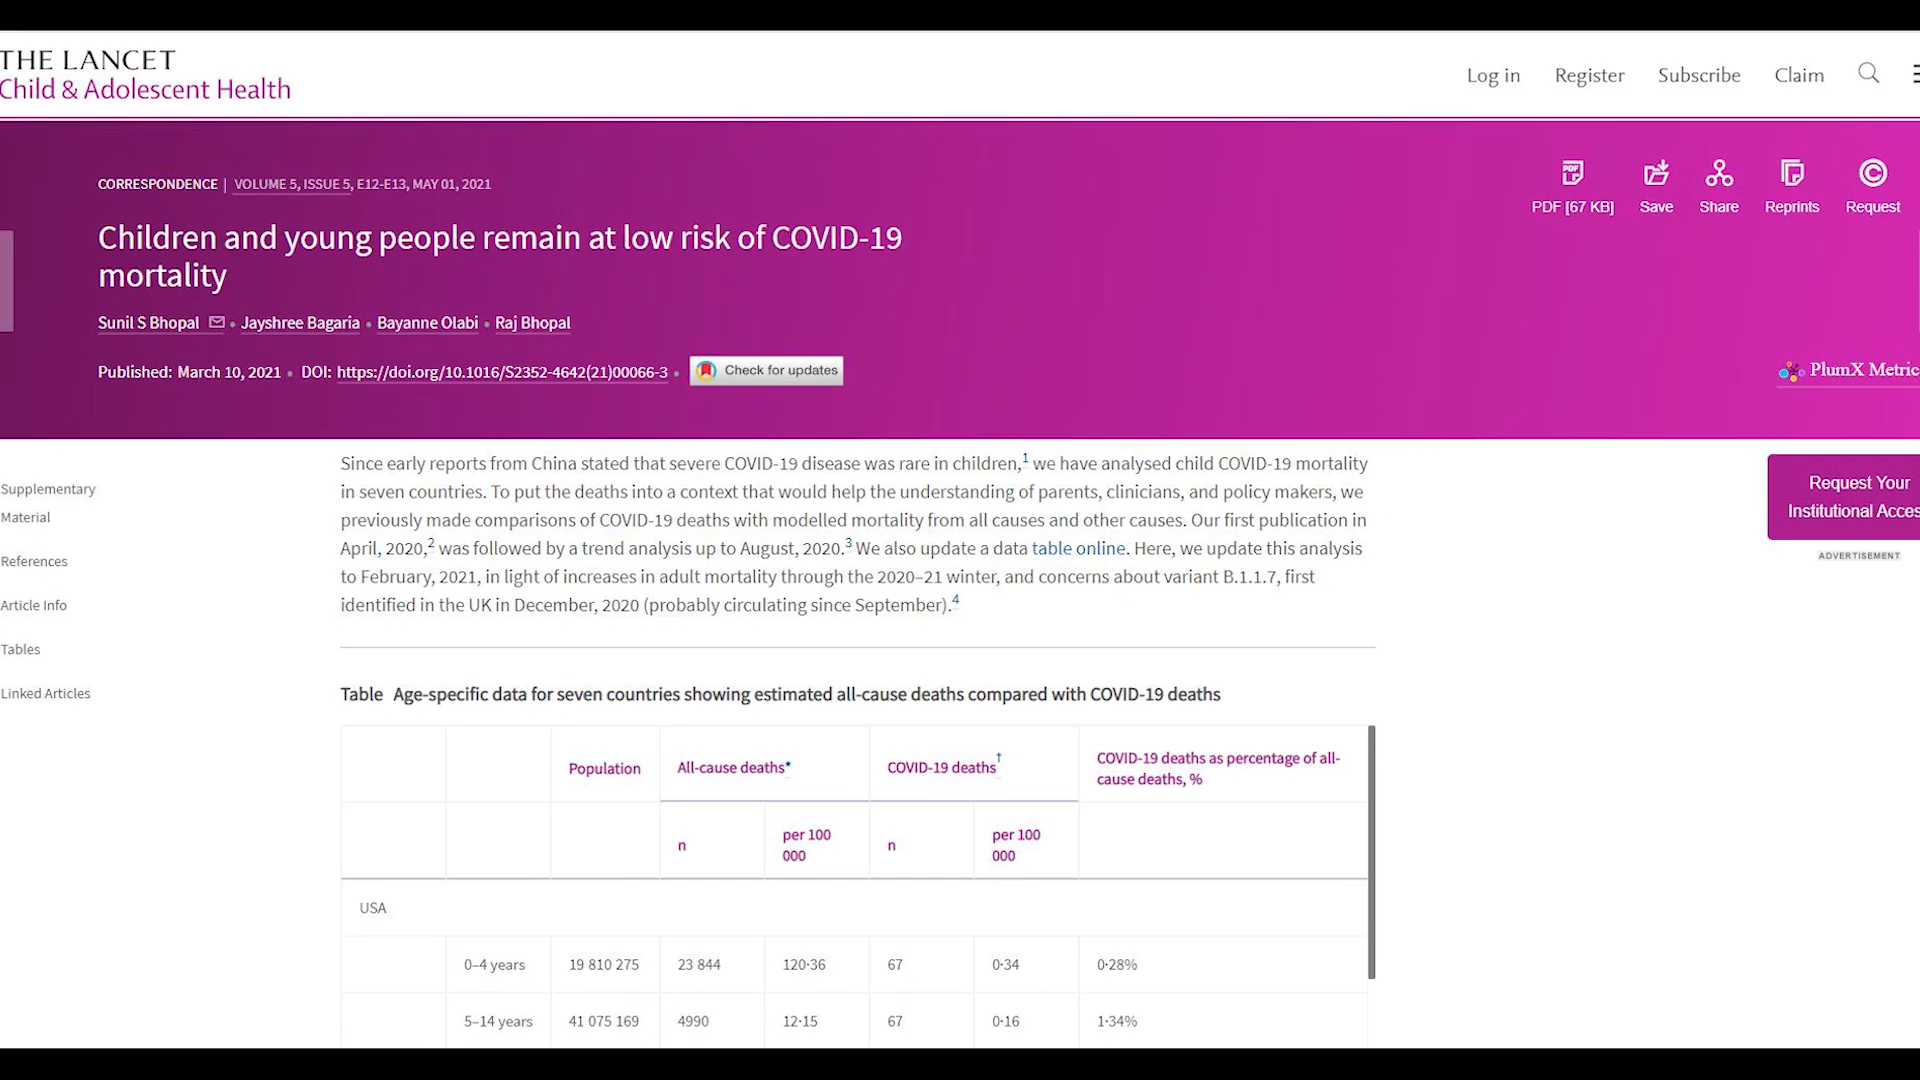 THE LANCET
Child & Adolescent Health
Log in Register Subscribe Claim
CORRESPONDENCE | VOLUME 5, ISSUE 5, E12-E13, MAY 01, 2021
PDF [67 KB] Save Share Reprints Request
Children and young people remain at low risk of COVID-19
mortality
Sunil S Bhopal • Jayshree Bagaria • Bayanne Olabi • Raj Bhopal
Published: March 10, 2021 • DOI: https://doi.org/10.1016/S2352-4642(21)00066-3 • Check for updates
PlumX Metric
Supplementary
Material
References
Article Info
Tables
Linked Articles
Since early reports from China stated that severe COVID-19 disease was rare in children,1 we have analysed child COVID-19 mortality
in seven countries. To put the deaths into a context that would help the understanding of parents, clinicians, and policy makers, we
previously made comparisons of COVID-19 deaths with modelled mortality from all causes and other causes. Our first publication in
April, 2020,2 was followed by a trend analysis up to August, 2020.3 We also update a data table online. Here, we update this analysis
to February, 2021, in light of increases in adult mortality through the 2020–21 winter, and concerns about variant B.1.1.7, first
identified in the UK in December, 2020 (probably circulating since September).4
Request Your
Institutional Acces
ADVERTISEMENT
Table Age-specific data for seven countries showing estimated all-cause deaths compared with COVID-19 deaths
Population All-cause deaths* COVID-19 deaths† COVID-19 deaths as percentage of all-
cause deaths, %
n per 100 n per 100
000 000
USA
0–4 years 19 810 275 23 844 120·36 67 0·34 0·28%
5–14 years 41 075 169 4990 12·15 67 0·16 1·34%